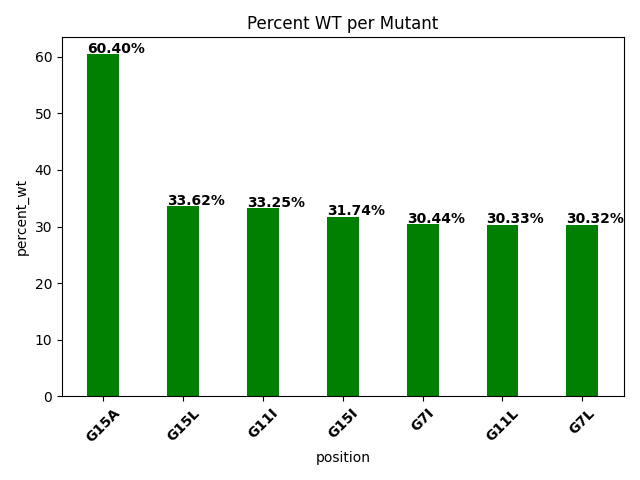 Percent WT per Mutant
percent_wt
60
50
40
30
20
10
0
60.40%
33.62%
33.25%
31.74%
30.44%
30.33%
30.32%
G15A
G15L
G11I
G15I
G7I
G11L
G7L
position